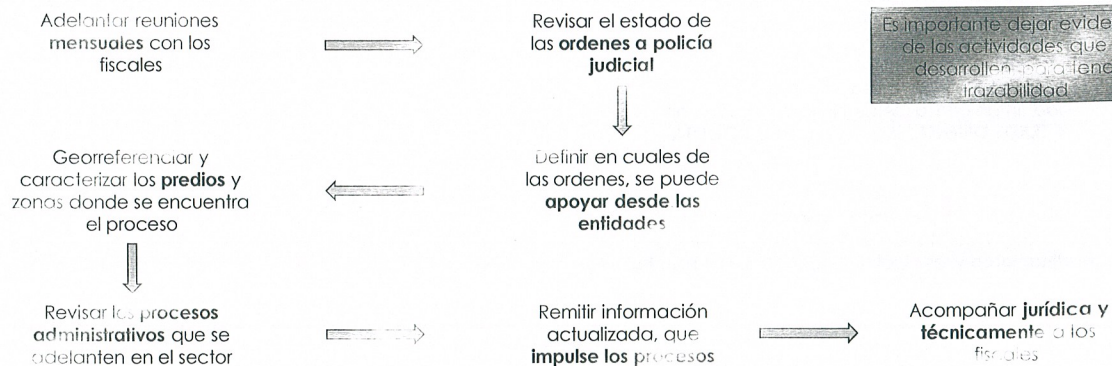 Adelantar reuniones
mensuales con los
fiscales
Revisar el estado de
las ordenes a policía
judicial
Es importante dejar evide
de las actividades que
desarrollen para tene
trazabilidad
Georreferenciar y
caracterizar los predios y
zonas donde se encuentra
el proceso
Definir en cuales de
las ordenes, se puede
apoyar desde las
entidades
Revisar los procesos
administrativos que se
adelanten en el sector
Remitir información
actualizada, que
impulse los procesos
Acompañar jurídica y
técnicamente a los
fiscales